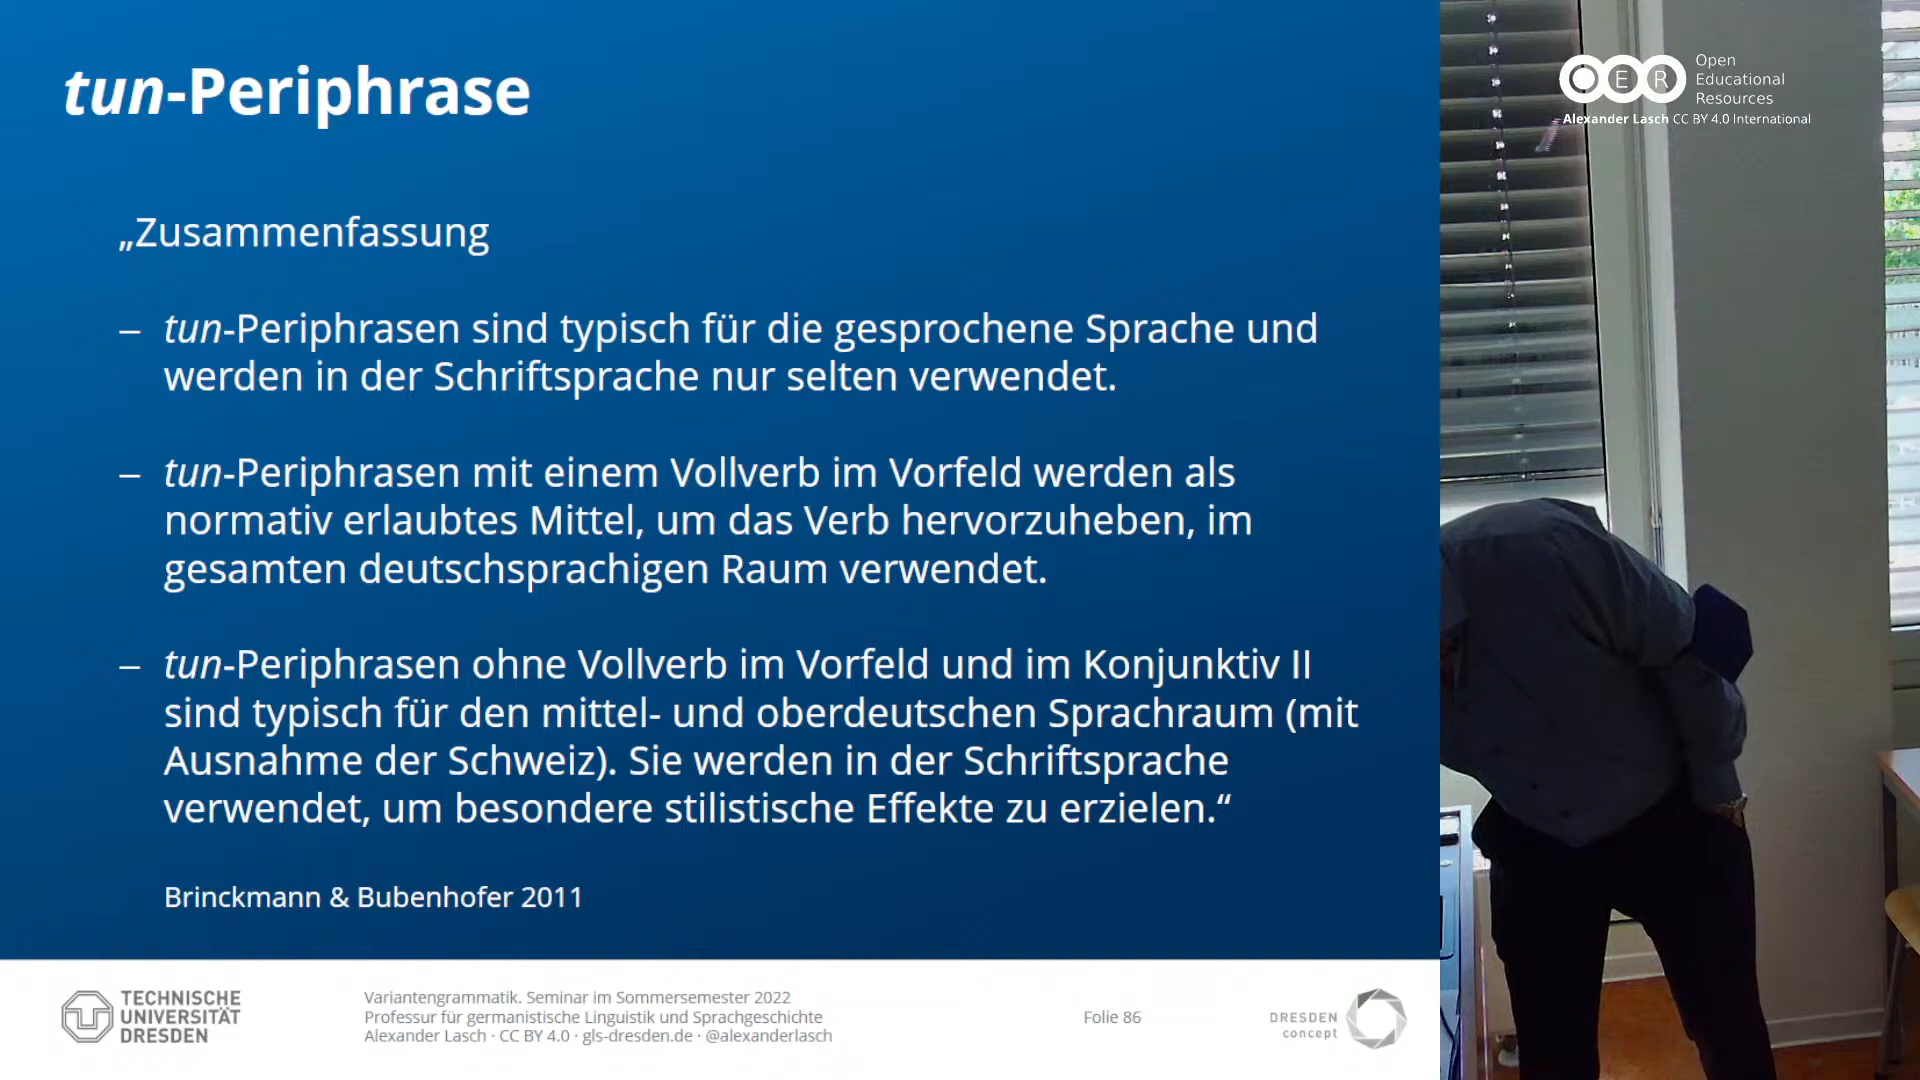 tun-Periphrase
„Zusammenfassung
– tun-Periphrasen sind typisch für die gesprochene Sprache und
werden in der Schriftsprache nur selten verwendet.
– tun-Periphrasen mit einem Vollverb im Vorfeld werden als
normativ erlaubtes Mittel, um das Verb hervorzuheben, im
gesamten deutschsprachigen Raum verwendet.
– tun-Periphrasen ohne Vollverb im Vorfeld und im Konjunktiv II
sind typisch für den mittel- und oberdeutschen Sprachraum (mit
Ausnahme der Schweiz). Sie werden in der Schriftsprache
verwendet, um besondere stilistische Effekte zu erzielen.“
Brinckmann & Bubenhofer 2011
TECHNISCHE
UNIVERSITÄT
DRESDEN
Variantengrammatik. Seminar im Sommersemester 2022
Professur für germanistische Linguistik und Sprachgeschichte
Alexander Lasch · CC BY 4.0 · gls-dresden.de · @alexanderlasch
Folie 86
DRESDEN
concept
OER
Open
Educational
Resources
Alexander Lasch CC BY 4.0 International